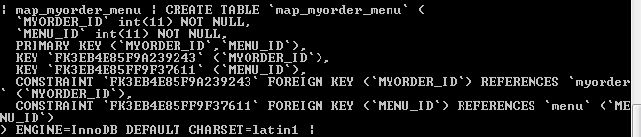 | map_myorder_menu | CREATE TABLE `map_myorder_menu` (
  `MYORDER_ID` int(11) NOT NULL,
  `MENU_ID` int(11) NOT NULL,
  PRIMARY KEY (`MYORDER_ID`,`MENU_ID`),
  KEY `FK3EB4E85F9A239243` (`MYORDER_ID`),
  KEY `FK3EB4E85FF9F37611` (`MENU_ID`),
  CONSTRAINT `FK3EB4E85F9A239243` FOREIGN KEY (`MYORDER_ID`) REFERENCES `myorder
` (`MYORDER_ID`),
  CONSTRAINT `FK3EB4E85FF9F37611` FOREIGN KEY (`MENU_ID`) REFERENCES `menu` (`ME
NU_ID`)
) ENGINE=InnoDB DEFAULT CHARSET=latin1 |